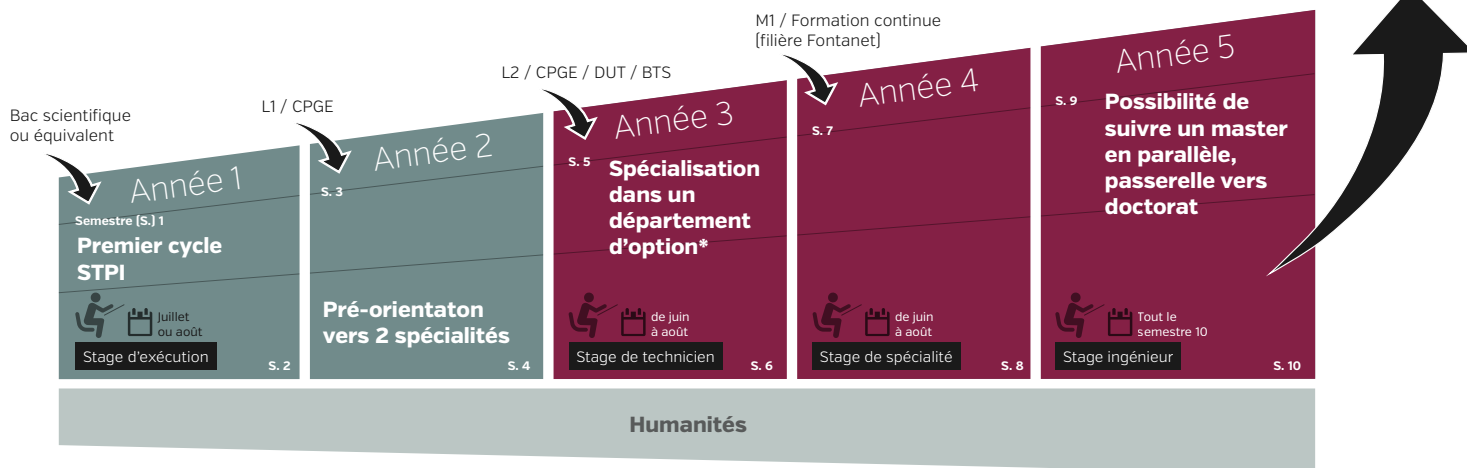 Bac scientifique
ou équivalent
Année 1
Semestre (S.) 1
Premier cycle
STPI
Juillet
ou août
Stage d'exécution
S. 2
L1 / CPGE
Année 2
S. 3
Pré-orientaton
vers 2 spécialités
S. 4
L2 / CPGE / DUT / BTS
Année 3
S. 5
Spécialisation
dans un
département
d'option*
de juin
à août
Stage de technicien
S. 6
M1 / Formation continue
(filière Fontanet)
Année 4
S. 7
de juin
à août
Stage de spécialité
S. 8
Année 5
S. 9
Possibilité de
suivre un master
en parallèle,
passerelle vers
doctorat
Tout le
semestre 10
Stage ingénieur
S. 10
Humanités